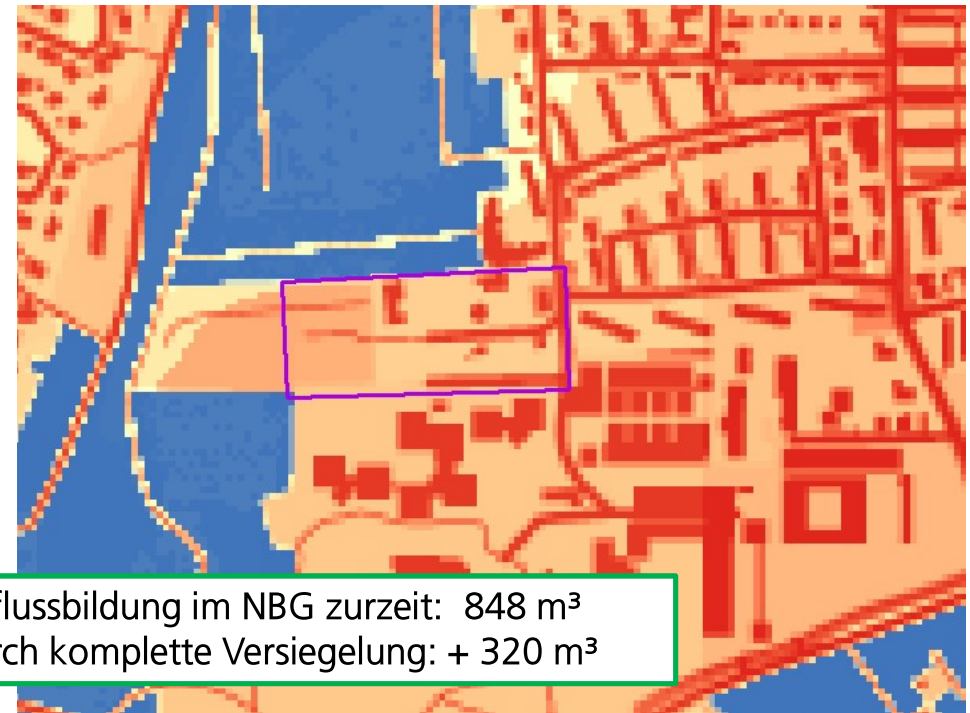 flussbildung im NBG zurzeit: 848 m³
rch komplette Versiegelung: + 320 m³